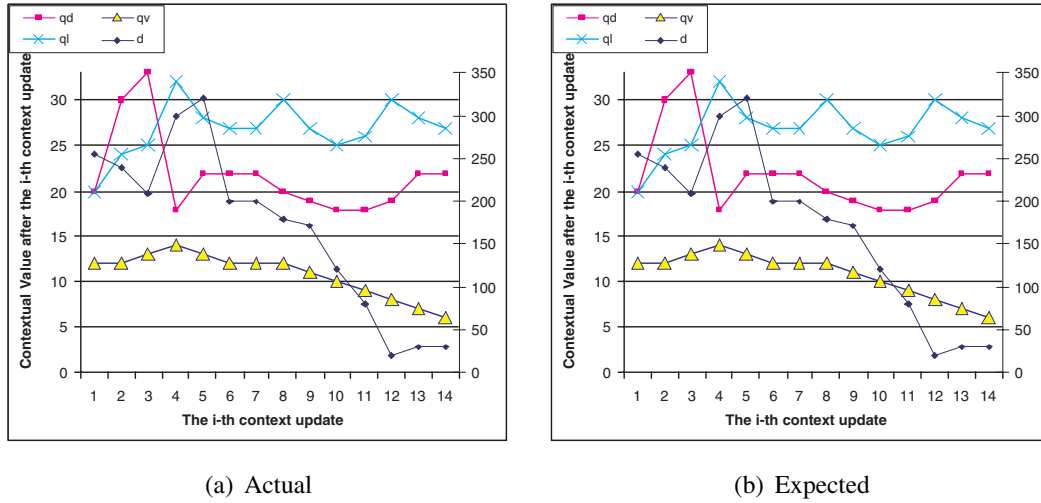 qd qv
ql d
Contextual Value after the i-th context update
30
25
20
15
10
5
0
350
300
250
200
150
100
50
0
1 2 3 4 5 6 7 8 9 10 11 12 13 14
The i-th context update
(a) Actual
qd qv
ql d
Contextual Value after the i-th context update
30
25
20
15
10
5
0
350
300
250
200
150
100
50
0
1 2 3 4 5 6 7 8 9 10 11 12 13 14
The i-th context update
(b) Expected